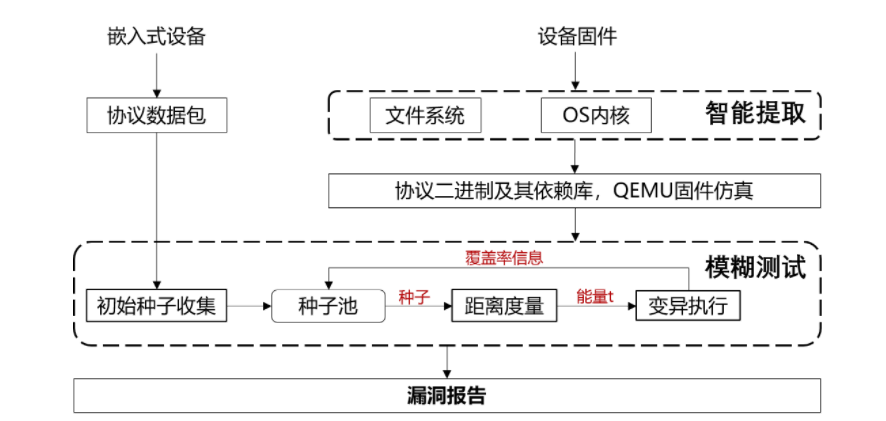 嵌入式设备
设备固件
协议数据包
文件系统
OS内核
智能提取
协议二进制及其依赖库，QEMU固件仿真
覆盖率信息
模糊测试
初始种子收集
种子池
种子
距离度量
能量t
变异执行
漏洞报告